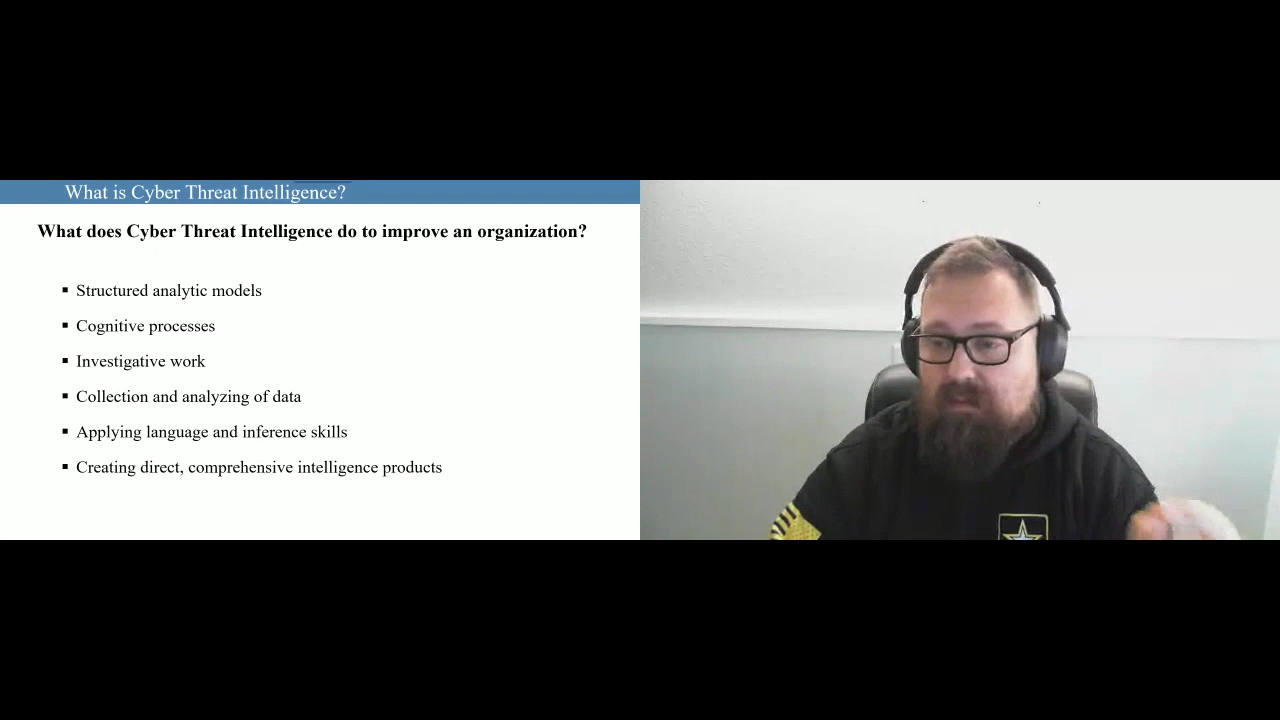 What is Cyber Threat Intelligence?
What does Cyber Threat Intelligence do to improve an organization?
▪ Structured analytic models
▪ Cognitive processes
▪ Investigative work
▪ Collection and analyzing of data
▪ Applying language and inference skills
▪ Creating direct, comprehensive intelligence products